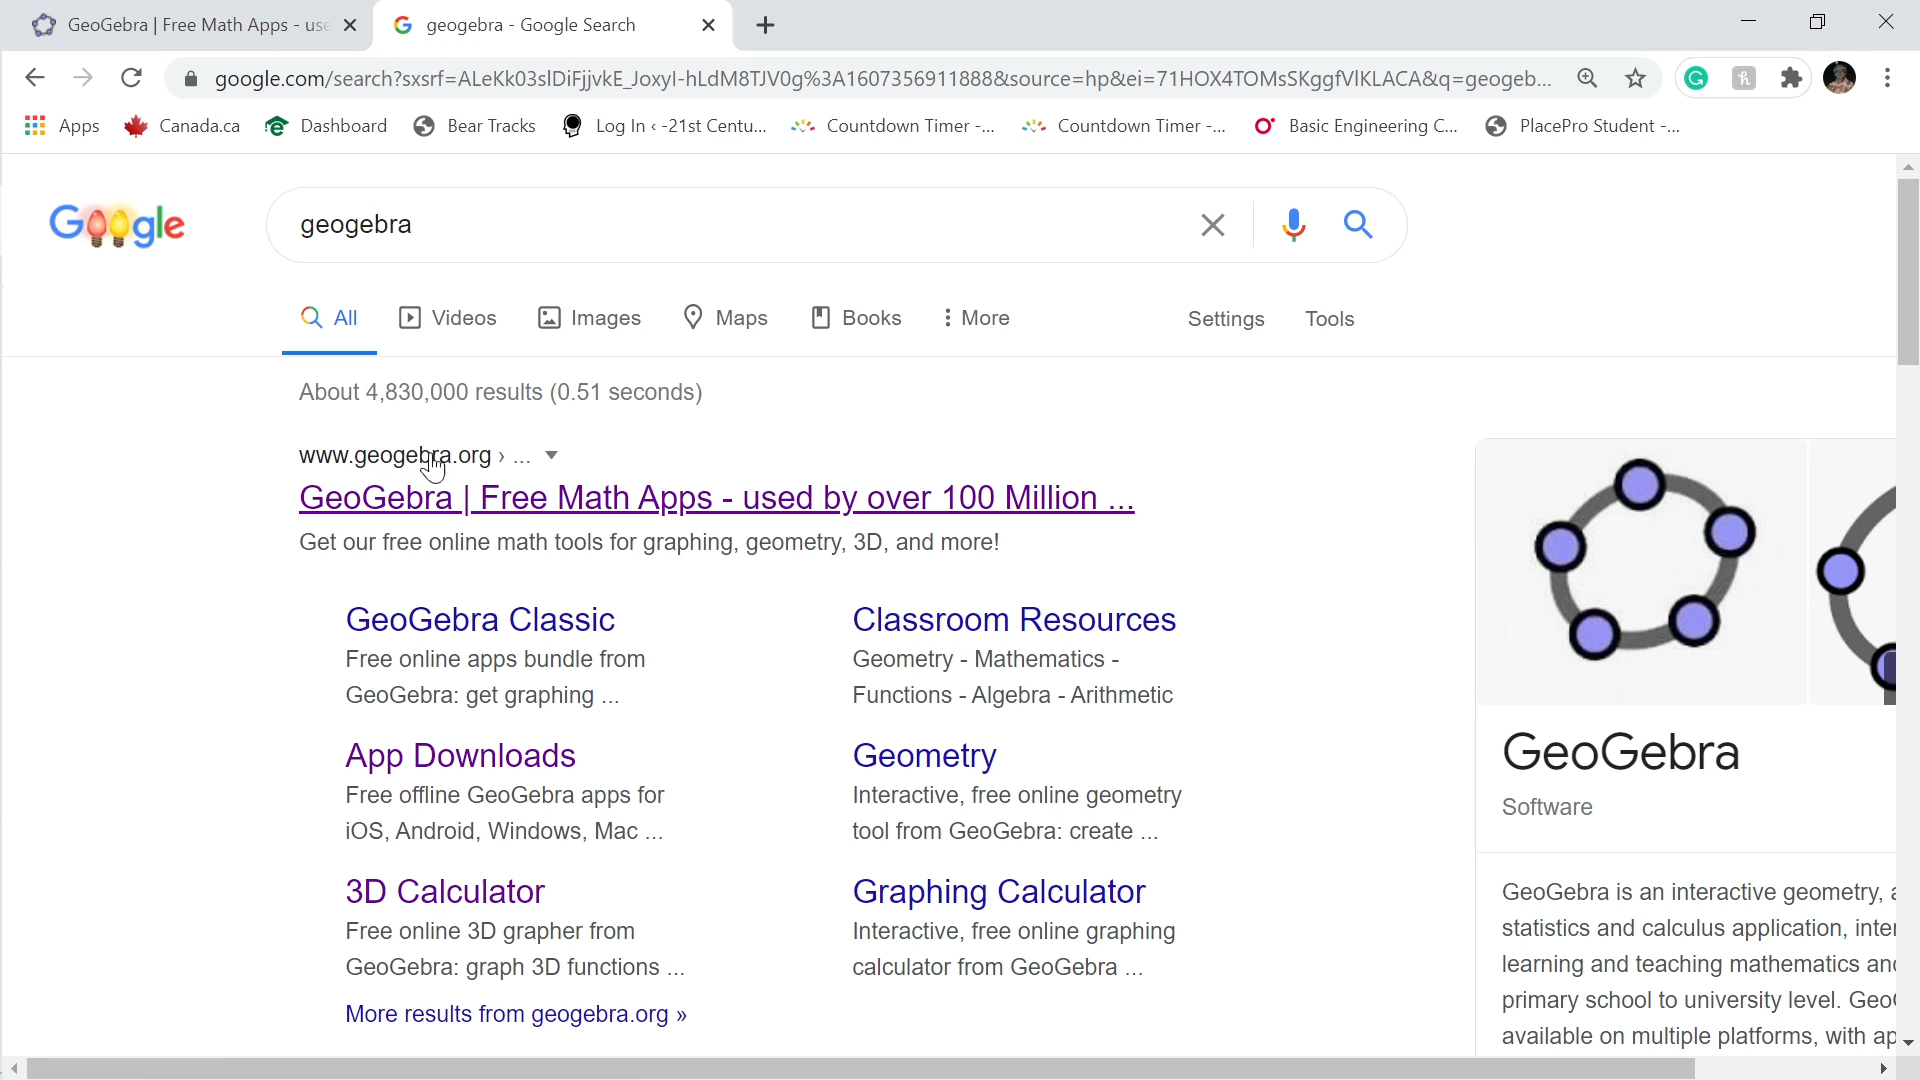 GeoGebra | Free Math Apps - use
geogebra - Google Search
google.com/search?sxsrf=ALeKk03slDiFjjvkE_JoxyI-hLdM8TJV0g%3A1607356911888&source=hp&ei=71HOX4TOMsSKggfVlKLACA&q=geogeb...
Apps
Canada.ca
Dashboard
Bear Tracks
Log In ‹ -21st Centu...
Countdown Timer -...
Countdown Timer -...
Basic Engineering C...
PlacePro Student -...
Google
geogebra
All
Videos
Images
Maps
Books
More
Settings
Tools
About 4,830,000 results (0.51 seconds)
www.geogebra.org › ...
GeoGebra | Free Math Apps - used by over 100 Million ...
Get our free online math tools for graphing, geometry, 3D, and more!
GeoGebra Classic
Free online apps bundle from
GeoGebra: get graphing ...
Classroom Resources
Geometry - Mathematics -
Functions - Algebra - Arithmetic
App Downloads
Free offline GeoGebra apps for
iOS, Android, Windows, Mac ...
Geometry
Interactive, free online geometry
tool from GeoGebra: create ...
3D Calculator
Free online 3D grapher from
GeoGebra: graph 3D functions ...
Graphing Calculator
Interactive, free online graphing
calculator from GeoGebra ...
More results from geogebra.org »
GeoGebra
Software
GeoGebra is an interactive geometry,
statistics and calculus application, inter
learning and teaching mathematics and
primary school to university level. Geo
available on multiple platforms, with ap